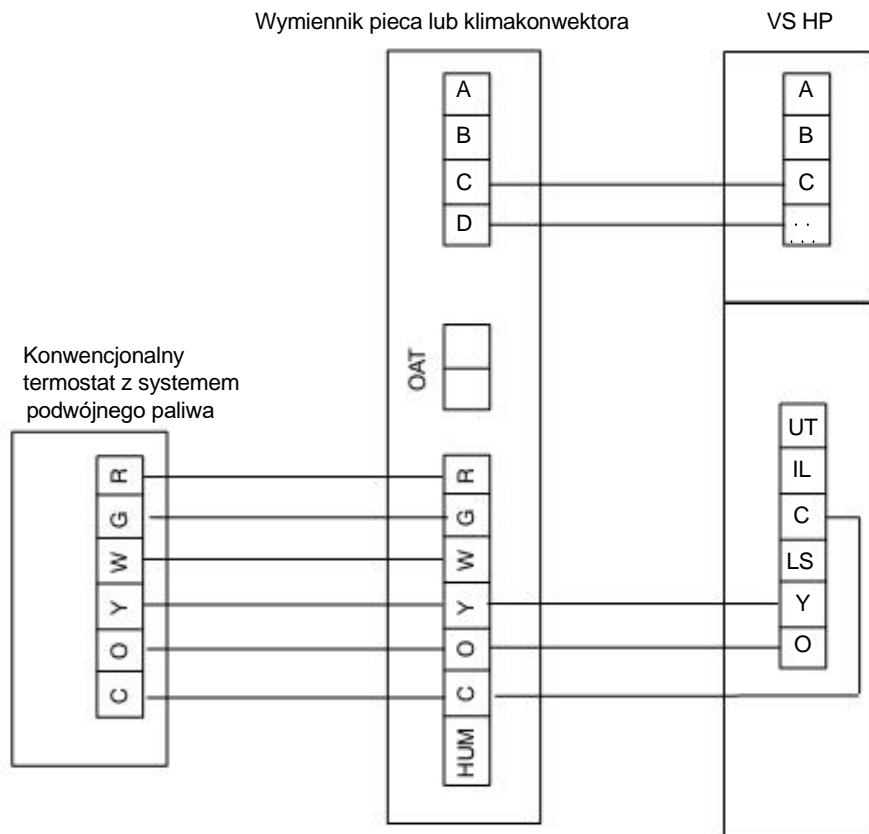 Wymiennik pieca lub klimakonwektora
VS HP
A
B
C
D
A
B
C
OAT
Konwencjonalny
termostat z systemem
podwójnego paliwa
R
G
W
Y
O
C
R
G
W
Y
O
C
HUM
UT
IL
C
LS
Y
O